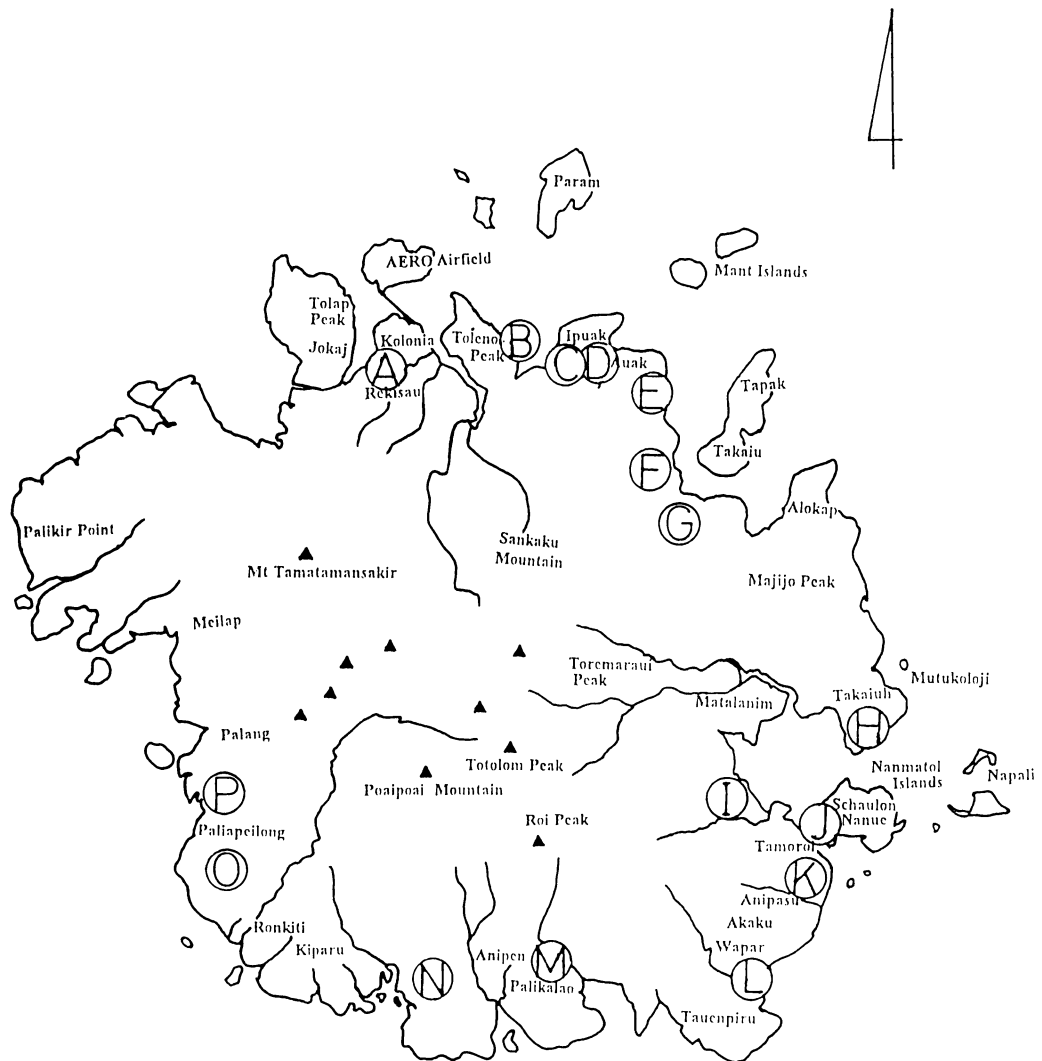 Param
AERO Airfield
Mant Islands
Tolap
Peak
Jokaj
Kolonia
Tolenot
Peak
B
Ipuak
C
D
Auak
A
Rekisau
E
Tapak
Takaiu
F
G
Alokap
Palikir Point
Sankaku
Mountain
Mt Tamatamansakir
Majijo Peak
Meilap
Toremaraui
Peak
Mutukoloji
Matalanim
Takaiuh
H
Palang
Totolom Peak
Poaipoai Mountain
Nanmatol
Islands
Napali
P
I
Schaulon
Nanue
J
Paliapeilong
Roi Peak
Tamoroi
O
K
Anipasu
Akaku
Ronkiti
Kiparu
Wapar
Anipen
M
N
Palikalao
L
Tauenpiru